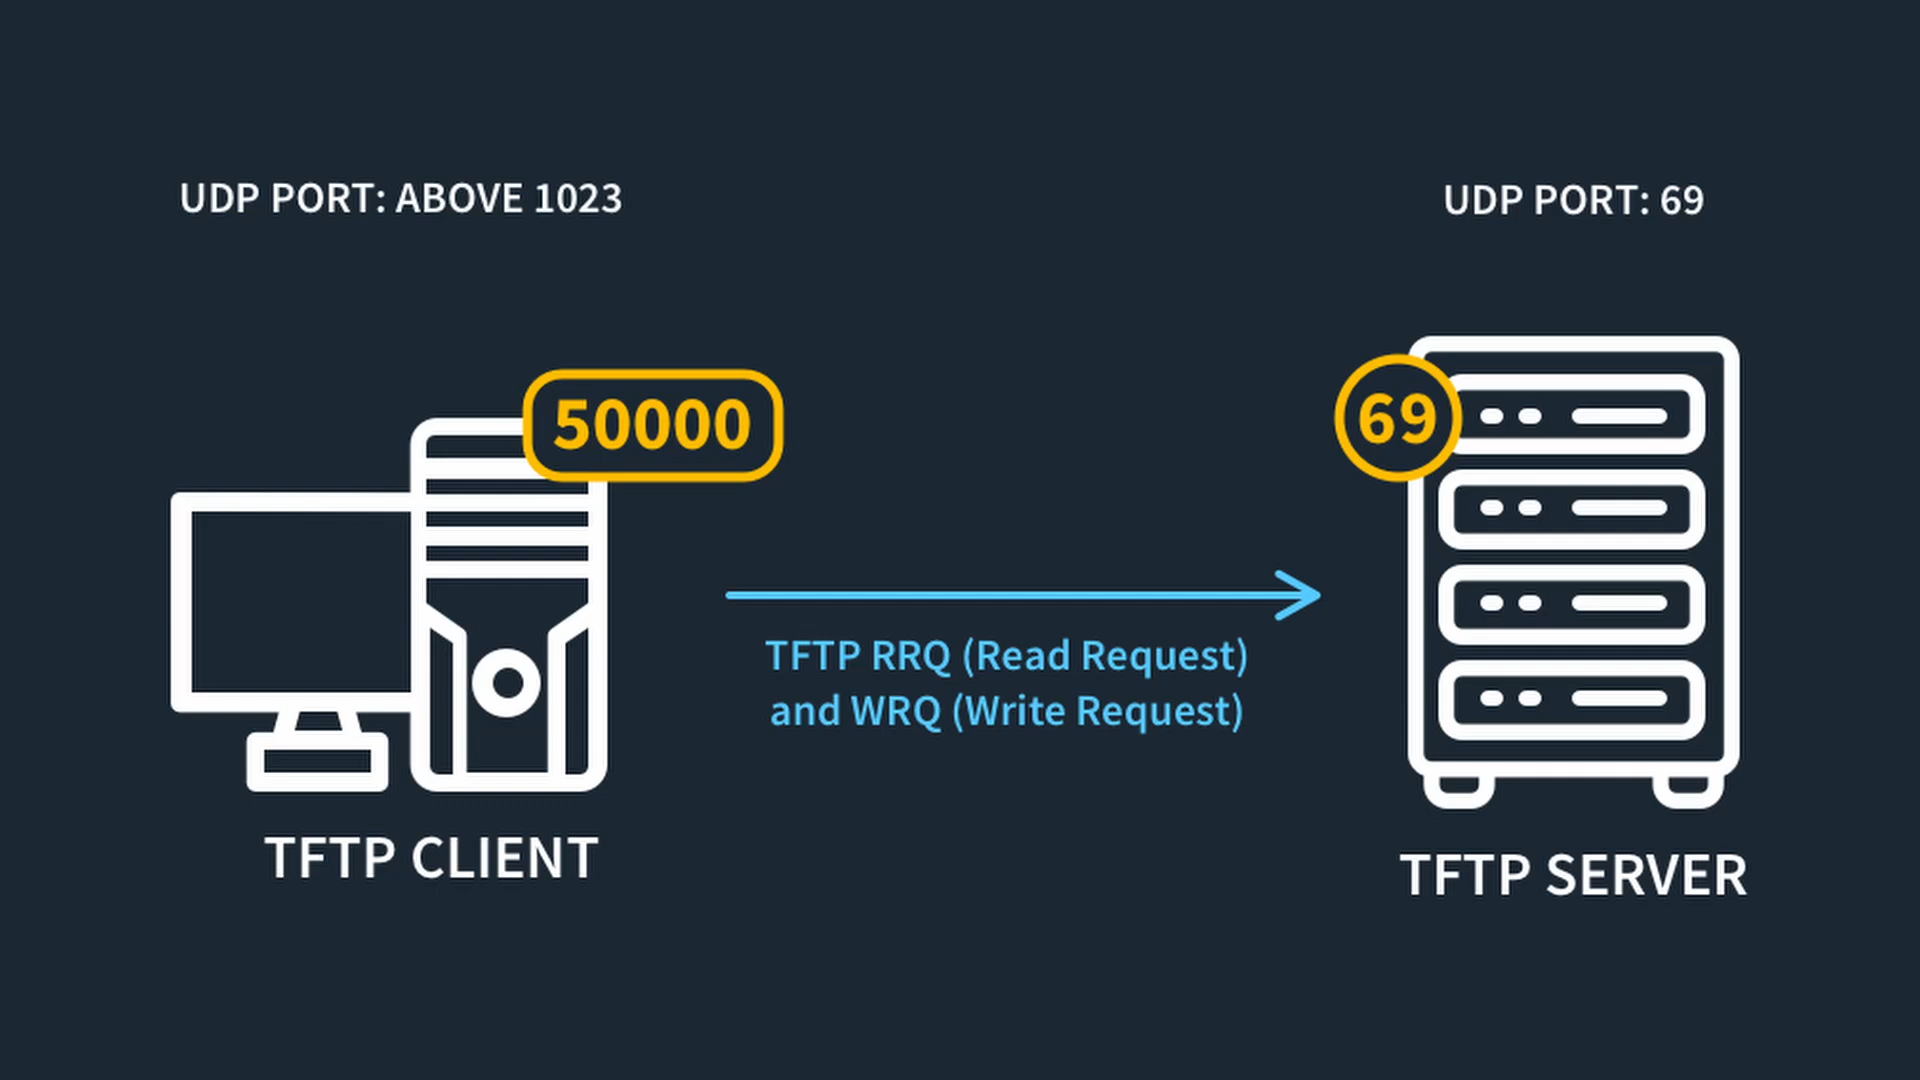 UDP PORT: ABOVE 1023
UDP PORT: 69
50000
69
TFTP RRQ (Read Request)
and WRQ (Write Request)
TFTP CLIENT
TFTP SERVER